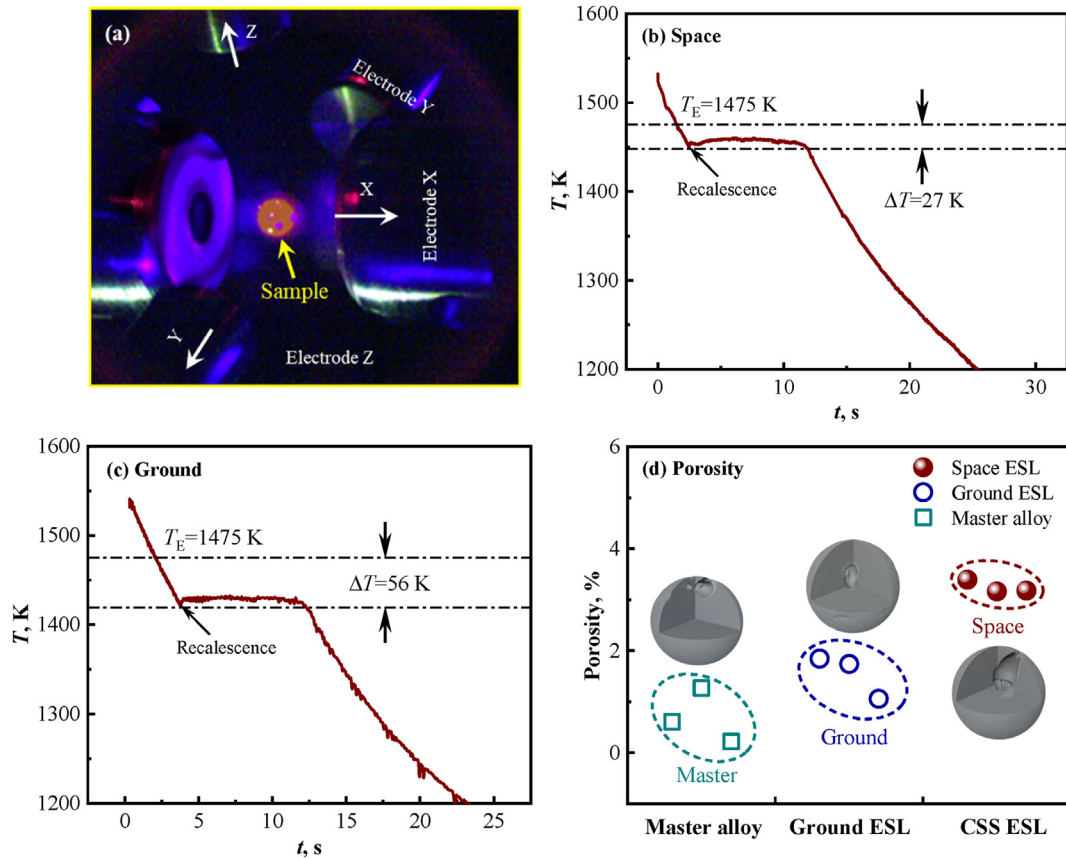 (a)
Z
Electrode Y
X
Electrode X
Sample
Y
Electrode Z
(b) Space
1600
1500
1400
1300
1200
T, K
T_E=1475 K
Recalescence
ΔT=27 K
0
10
20
30
t, s
(c) Ground
1600
1500
1400
1300
1200
T, K
T_E=1475 K
ΔT=56 K
Recalescence
0
5
10
15
20
25
t, s
(d) Porosity
6
4
2
0
Porosity, %
Space ESL
Ground ESL
Master alloy
Space
Ground
Master
Master alloy
Ground ESL
CSS ESL